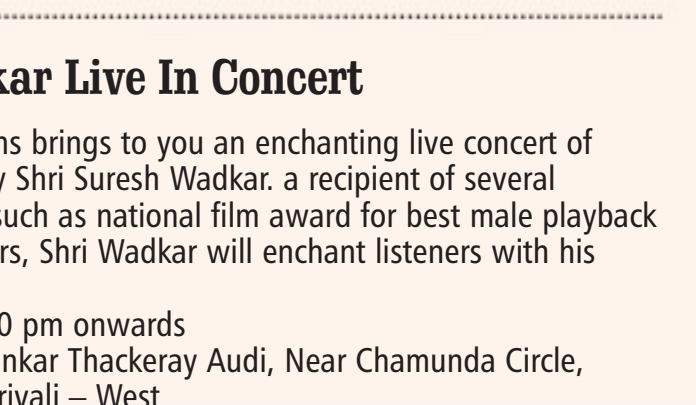 kar Live In Concert
ns brings to you an enchanting live concert of
y Shri Suresh Wadkar. a recipient of several
such as national film award for best male playback
rs, Shri Wadkar will enchant listeners with his
0 pm onwards
nkar Thackeray Audi, Near Chamunda Circle,
rivali – West